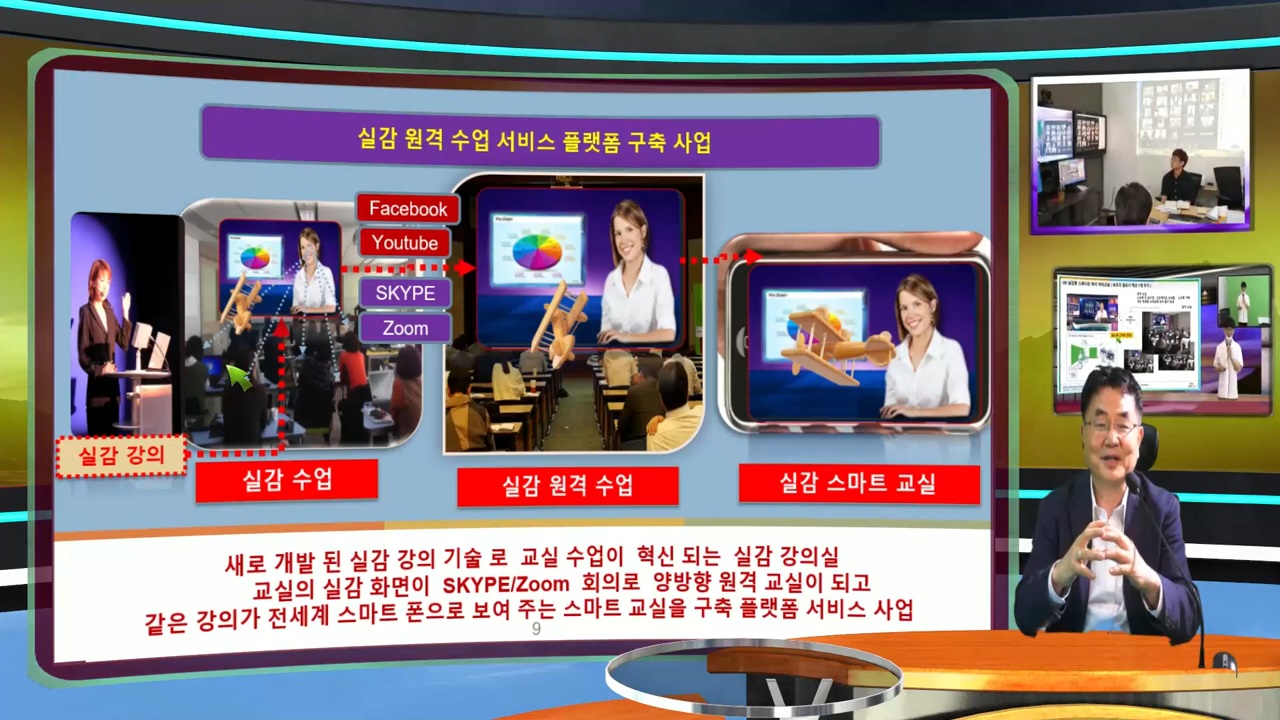 실감 원격 수업 서비스 플랫폼 구축 사업
Facebook
Youtube
SKYPE
Zoom
실감 강의
실감 수업
실감 원격 수업
실감 스마트 교실
새로 개발 된 실감 강의 기술 로 교실 수업이 혁신 되는 실감 강의실
교실의 실감 화면이 SKYPE/Zoom 회의로 양방향 원격 교실이 되고
같은 강의가 전세계 스마트 폰으로 보여 주는 스마트 교실을 구축 플랫폼 서비스 사업
9